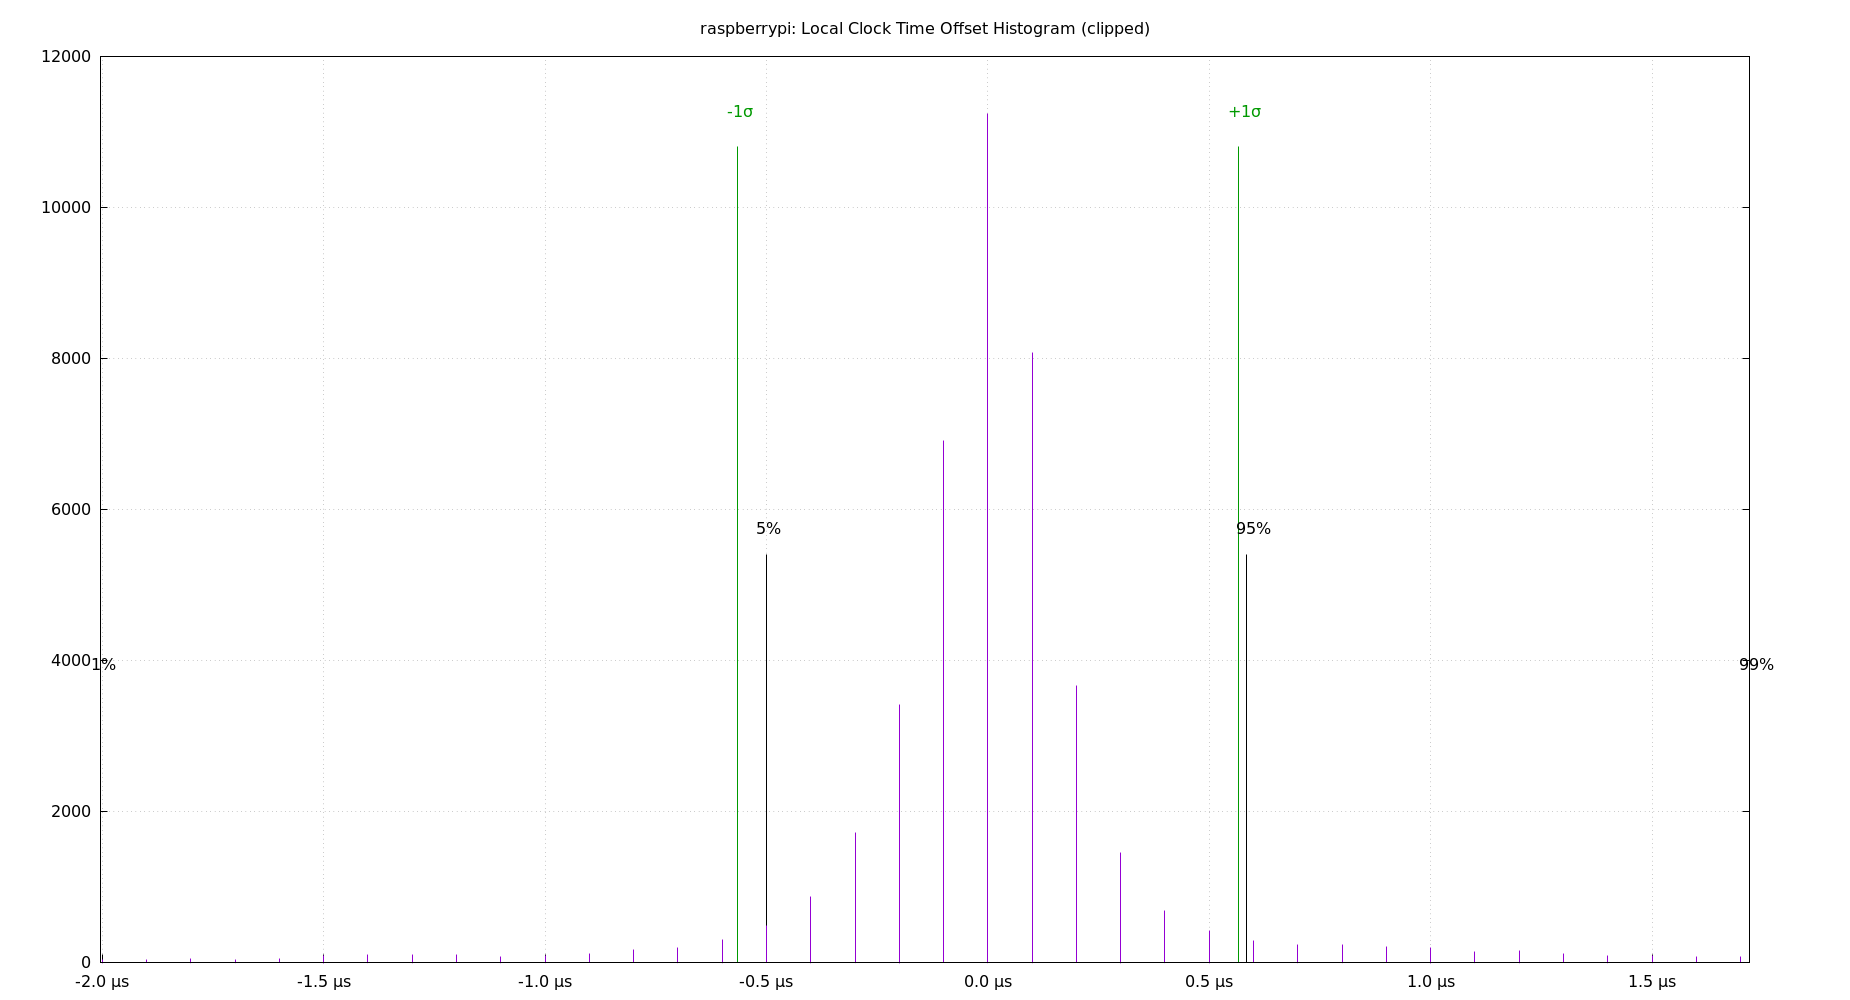 raspberrypi: Local Clock Time Offset Histogram (clipped)
12000
-1σ
+1σ
10000
8000
6000
5%
95%
4000
1%
99%
2000
0
-2.0 µs
-1.5 µs
-1.0 µs
-0.5 µs
0.0 µs
0.5 µs
1.0 µs
1.5 µs